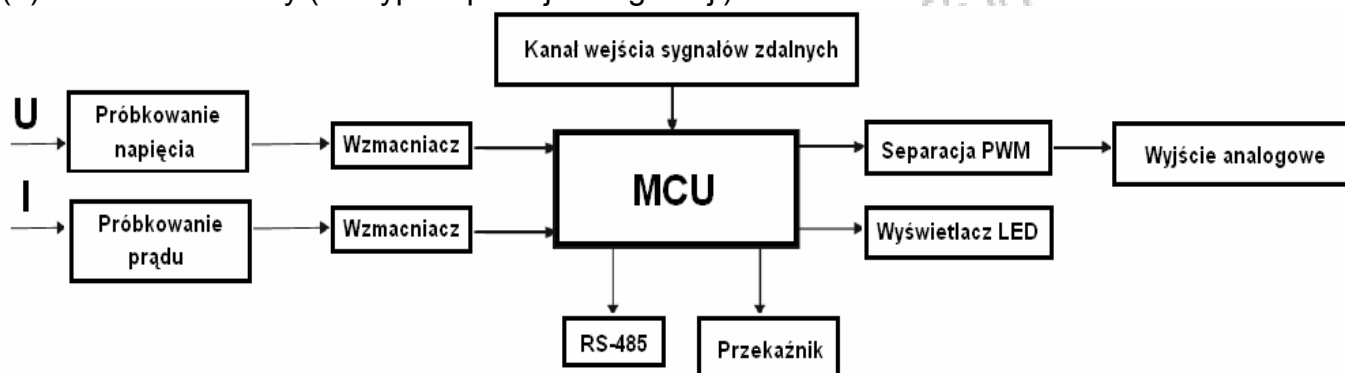 Kanał wejścia sygnałów zdalnych
U
Próbkowanie
napięcia
Wzmacniacz
MCU
Separacja PWM
Wyjście analogowe
I
Próbkowanie
prądu
Wzmacniacz
Wyświetlacz LED
RS-485
Przekaźnik